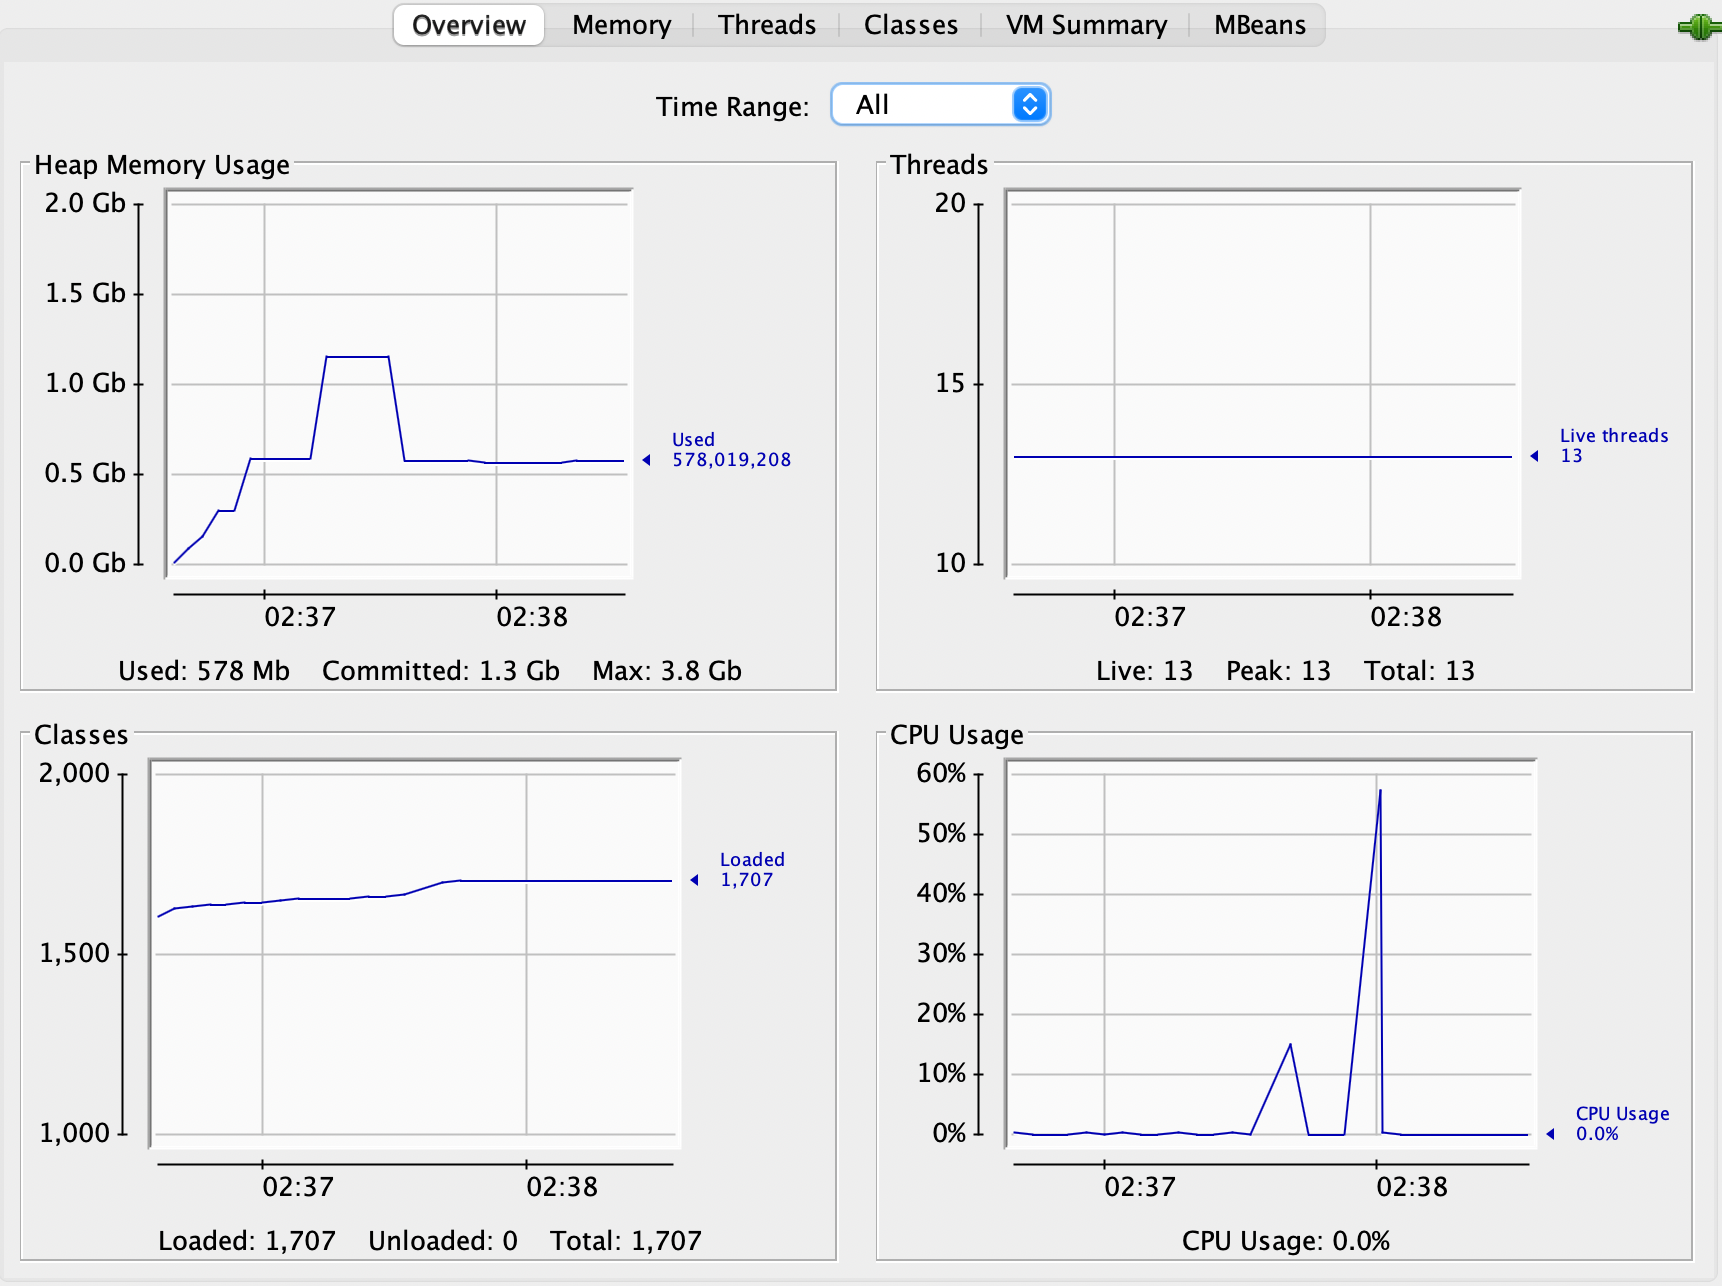 Overview Memory Threads Classes VM Summary MBeans
Time Range: All
Heap Memory Usage
2.0 Gb
1.5 Gb
1.0 Gb
0.5 Gb
0.0 Gb
Used
578,019,208
02:37 02:38
Used: 578 Mb Committed: 1.3 Gb Max: 3.8 Gb
Threads
20
15
10
Live threads
13
02:37 02:38
Live: 13 Peak: 13 Total: 13
Classes
2,000
1,500
1,000
Loaded
1,707
02:37 02:38
Loaded: 1,707 Unloaded: 0 Total: 1,707
CPU Usage
60%
50%
40%
30%
20%
10%
0%
CPU Usage
0.0%
02:37 02:38
CPU Usage: 0.0%